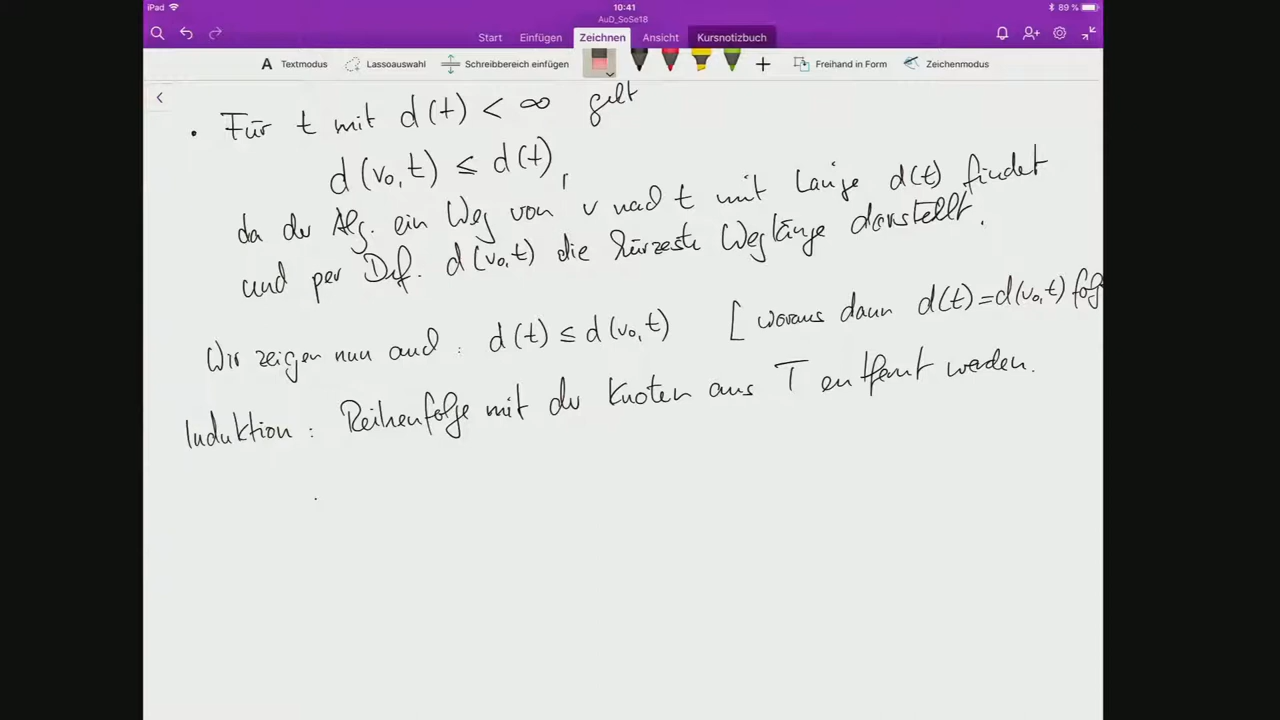 iPad 10:41 89 %
AuD_SoSe18
Start Einfügen Zeichnen Ansicht Kursnotizbuch
A Textmodus Lassoauswahl Schreibbereich einfügen Freihand in Form Zeichenmodus
• Für t mit d(t) < ∞ gilt
d(v₀,t) ≤ d(t),
da der Alg. ein Weg von v nach t mit Länge d(t) findet
und per Def. d(v₀,t) die kürzeste Weglänge darstellt.
Wir zeigen nun auch: d(t) ≤ d(v₀,t) [woraus dann d(t)=d(v₀,t) folg
Induktion: Reihenfolge mit der Knoten aus T entfernt werden.